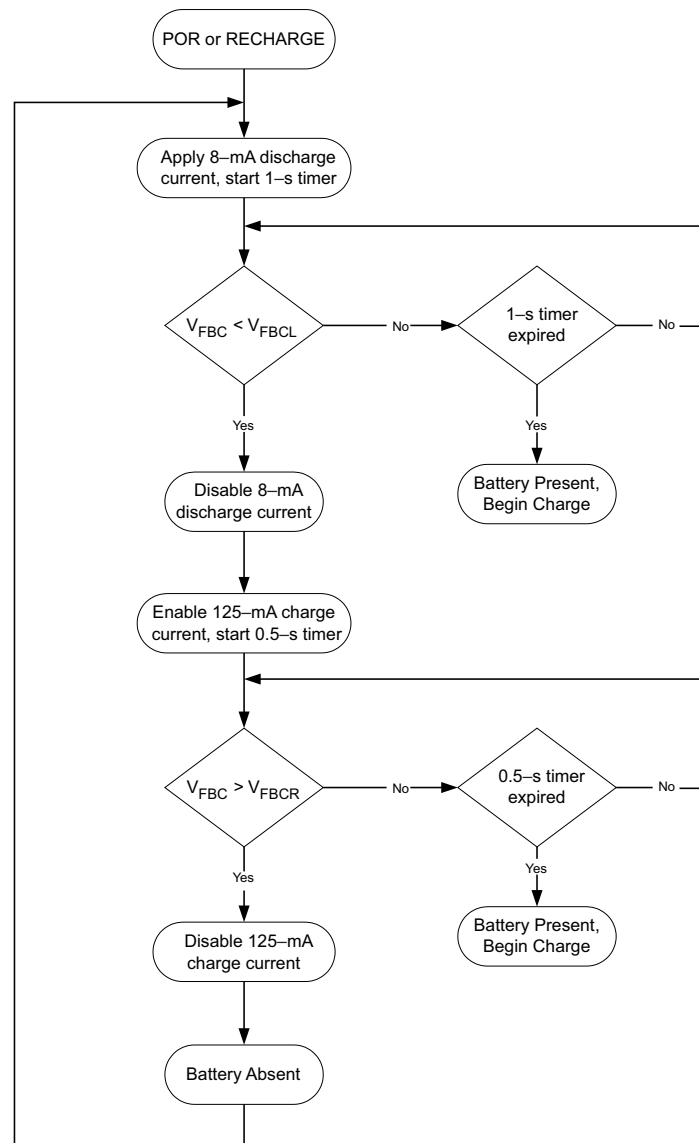 POR or RECHARGE
Apply 8–mA discharge
current, start 1–s timer
VFBC < VFBCL
No
1–s timer
expired
No
Yes
Yes
Disable 8–mA
discharge current
Battery Present,
Begin Charge
Enable 125–mA charge
current, start 0.5–s timer
VFBC > VFBCR
No
0.5–s timer
expired
No
Yes
Yes
Disable 125–mA
charge current
Battery Present,
Begin Charge
Battery Absent